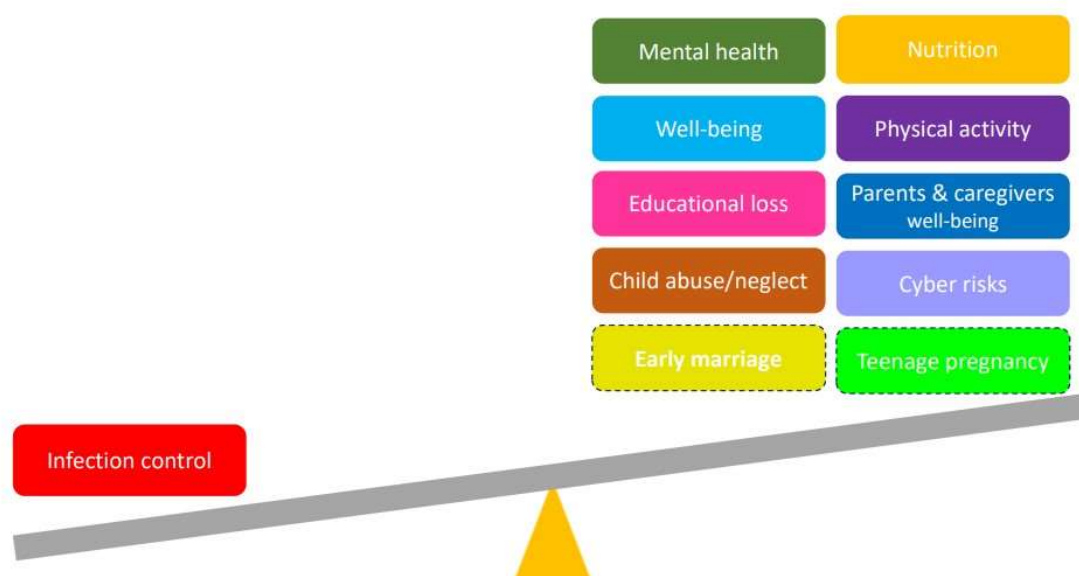 Mental health
Nutrition
Well-being
Physical activity
Educational loss
Parents & caregivers
well-being
Child abuse/neglect
Cyber risks
Early marriage
Teenage pregnancy
Infection control